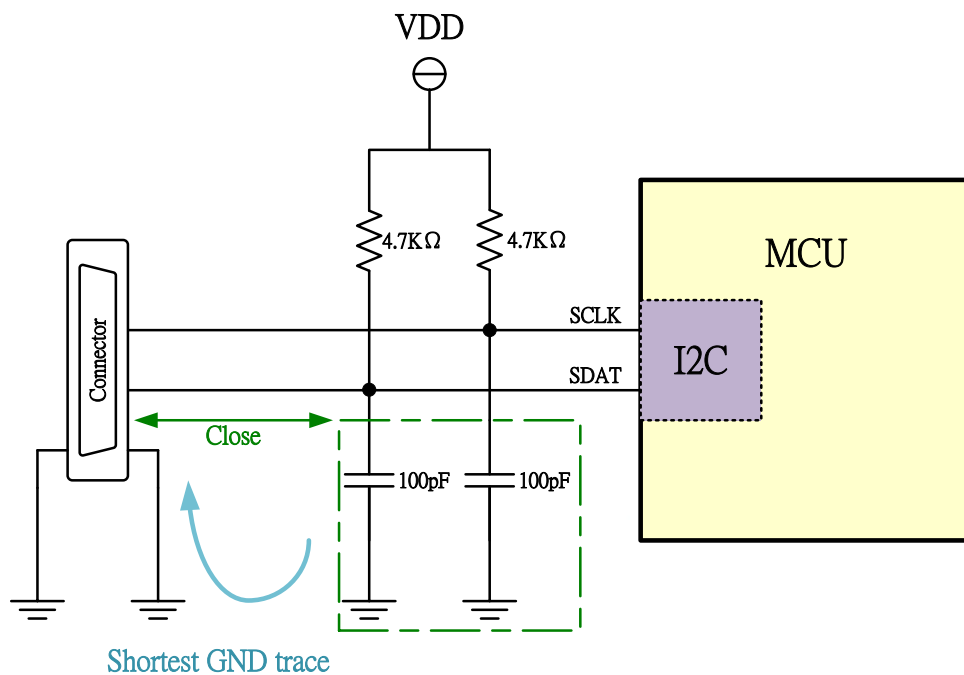 VDD
4.7KΩ
4.7KΩ
MCU
SCLK
I2C
SDAT
Connector
Close
100pF
100pF
Shortest GND trace